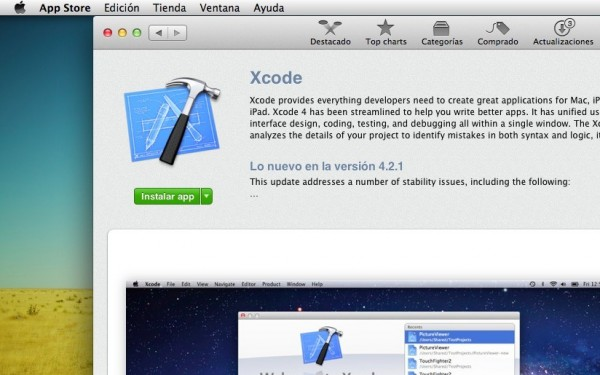 App Store Edición Tienda Ventana Ayuda
Destacado Top charts Categorías Comprado Actualizaciones
3
Xcode
Xcode provides everything developers need to create great applications for Mac, iP
iPad. Xcode 4 has been streamlined to help you write better apps. It has unified us
interface design, coding, testing, and debugging all within a single window. The Xc
analyzes the details of your project to identify mistakes in both syntax and logic, it
Lo nuevo en la versión 4.2.1
This update addresses a number of stability issues, including the following:
...
Instalar app
Xcode File Edit View Navigate Editor Product Window Help
Fri 12:5
Recents
PictureViewer
PictureViewer
TouchFighter2
TouchFighter2
Welcome to Xcode